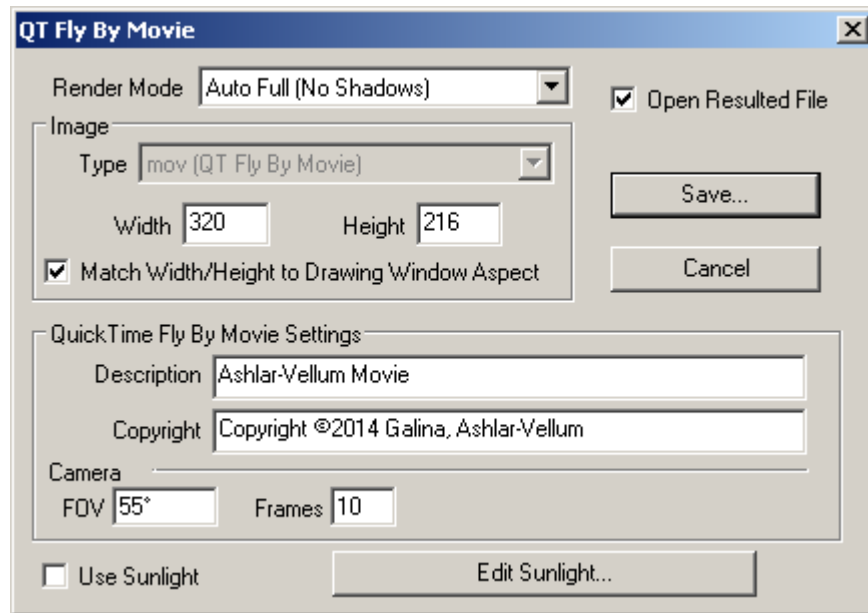 QT Fly By Movie
Render Mode Auto Full (No Shadows)
Open Resulted File
Image
Type mov (QT Fly By Movie)
Save...
Width 320 Height 216
Match Width/Height to Drawing Window Aspect
Cancel
QuickTime Fly By Movie Settings
Description Ashlar-Vellum Movie
Copyright Copyright ©2014 Galina, Ashlar-Vellum
Camera
FOV 55° Frames 10
Use Sunlight
Edit Sunlight...